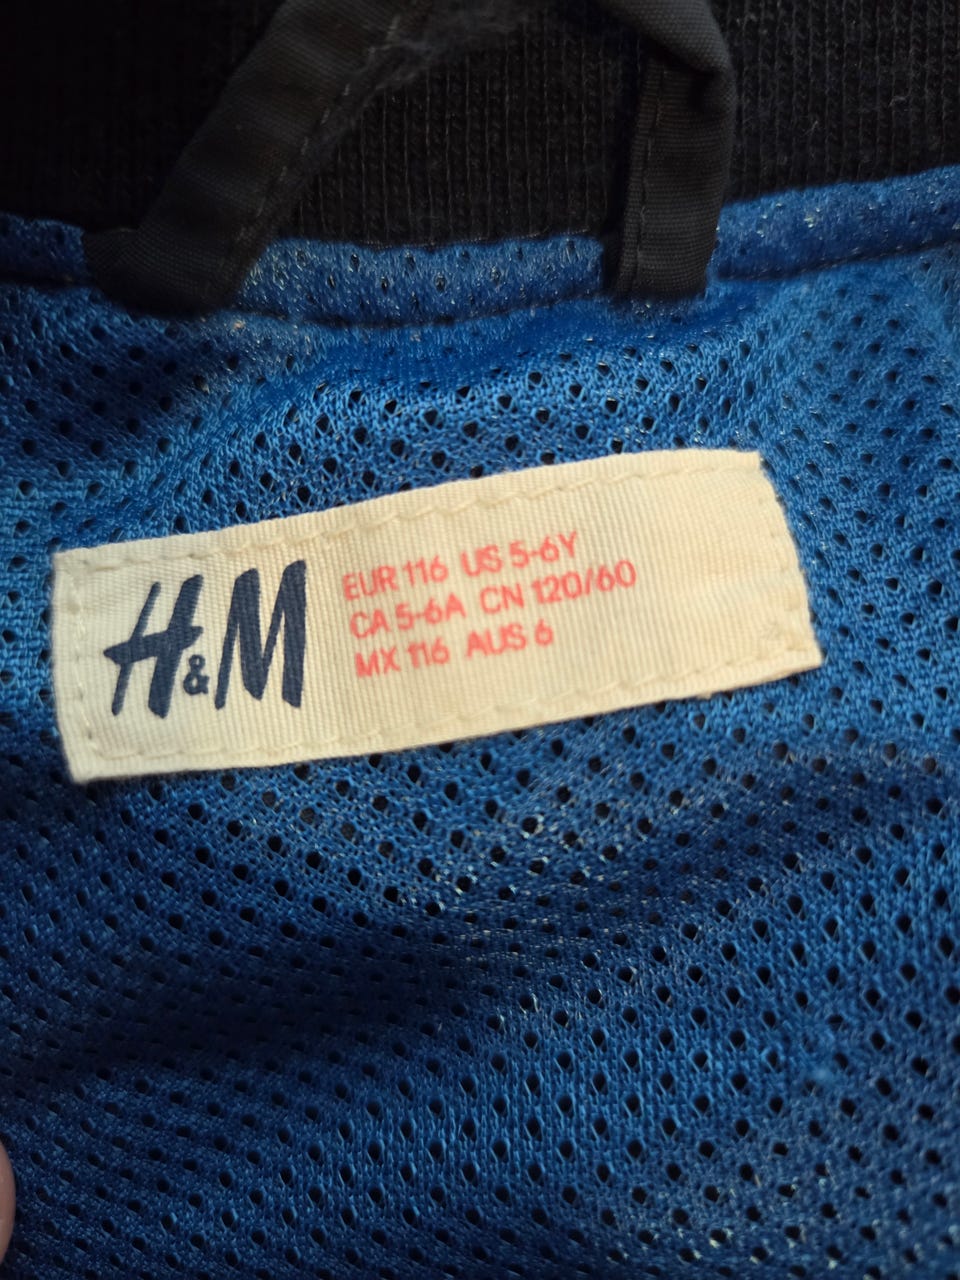 H&M
EUR 116 US 5-6Y
CA 5-6A CN 120/60
MX 116 AUS 6